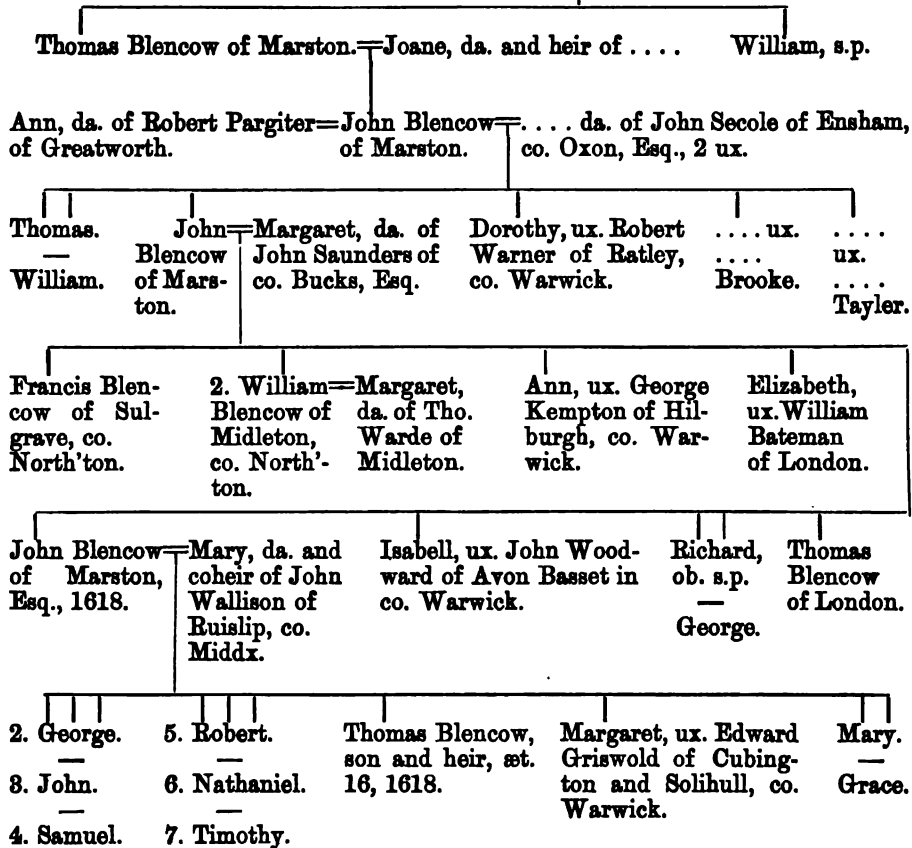 Thomas Blencow of Marston.=Joane, da. and heir of .... William, s.p.
Ann, da. of Robert Pargiter=John Blencow=.... da. of John Secole of Ensham,
of Greatworth. of Marston. co. Oxon, Esq., 2 ux.
Thomas.
—
William.
John=Margaret, da. of
Blencow John Saunders of
of Mars- co. Bucks, Esq.
ton.
Dorothy, ux. Robert
Warner of Ratley,
co. Warwick.
.... ux.
....
Brooke.
....
ux.
....
Tayler.
Francis Blen-
cow of Sul-
grave, co.
North'ton.
2. William=Margaret,
Blencow of da. of Tho.
Midleton, Warde of
co. North'- Midleton.
ton.
Ann, ux. George
Kempton of Hil-
burgh, co. War-
wick.
Elizabeth,
ux. William
Bateman
of London.
John Blencow=Mary, da. and
of Marston, coheir of John
Esq., 1618. Wallison of
Ruislip, co.
Middx.
Isabell, ux. John Wood-
ward of Avon Basset in
co. Warwick.
Richard,
ob. s.p.
—
George.
Thomas
Blencow
of London.
2. George.
—
3. John.
—
4. Samuel.
5. Robert.
—
6. Nathaniel.
—
7. Timothy.
Thomas Blencow,
son and heir, æt.
16, 1618.
Margaret, ux. Edward
Griswold of Cubing-
ton and Solihull, co.
Warwick.
Mary.
—
Grace.